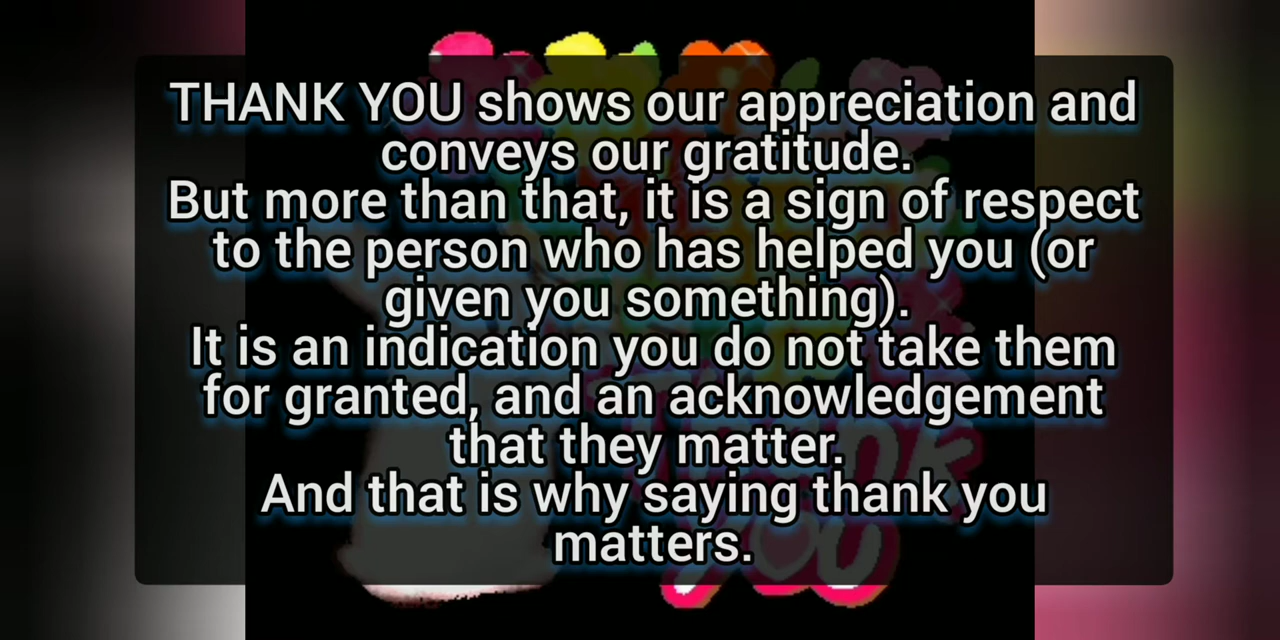 THANK YOU shows our appreciation and
conveys our gratitude.
But more than that, it is a sign of respect
to the person who has helped you (or
given you something).
It is an indication you do not take them
for granted, and an acknowledgement
that they matter.
And that is why saying thank you
matters.
Thank
you